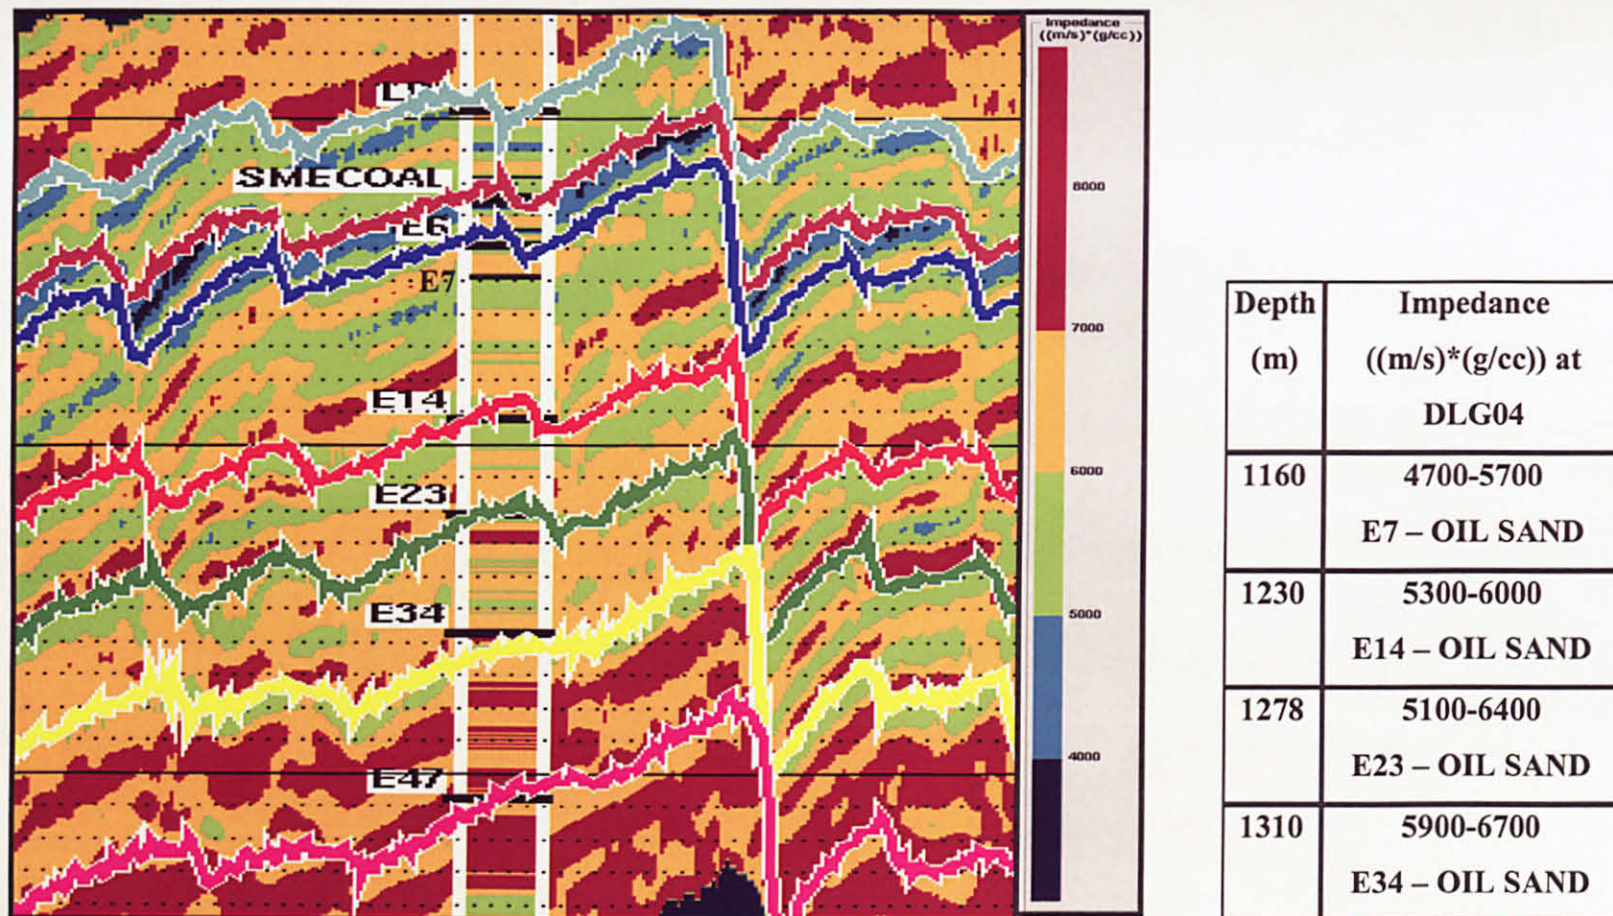 Impedance
((m/s)*(g/cc))
SMECOAL
E6
E7
E14
E23
E34
E47
8000
7000
6000
5000
4000
Depth
(m)
Impedance
((m/s)*(g/cc)) at
DLG04
1160
4700-5700
E7 – OIL SAND
1230
5300-6000
E14 – OIL SAND
1278
5100-6400
E23 – OIL SAND
1310
5900-6700
E34 – OIL SAND